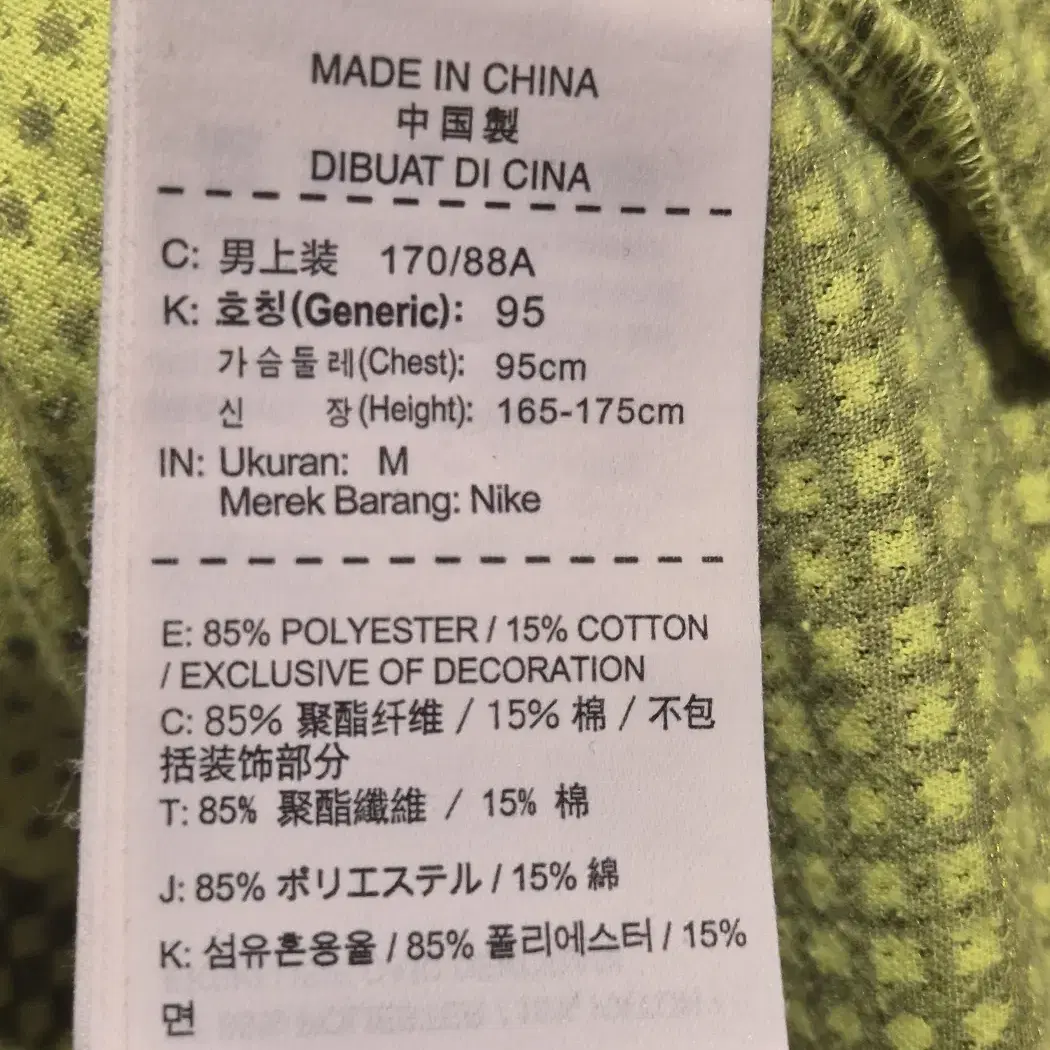 MADE IN CHINA
中国製
DIBUAT DI CINA
C: 男上装 170/88A
K: 호칭(Generic): 95
가슴둘레(Chest): 95cm
신 장(Height): 165-175cm
IN: Ukuran: M
Merek Barang: Nike
E: 85% POLYESTER / 15% COTTON
/ EXCLUSIVE OF DECORATION
C: 85% 聚酯纤维 / 15% 棉 / 不包
括装饰部分
T: 85% 聚酯纖維 / 15% 棉
J: 85% ポリエステル / 15% 綿
K: 섬유혼용율 / 85% 폴리에스터 / 15%
면